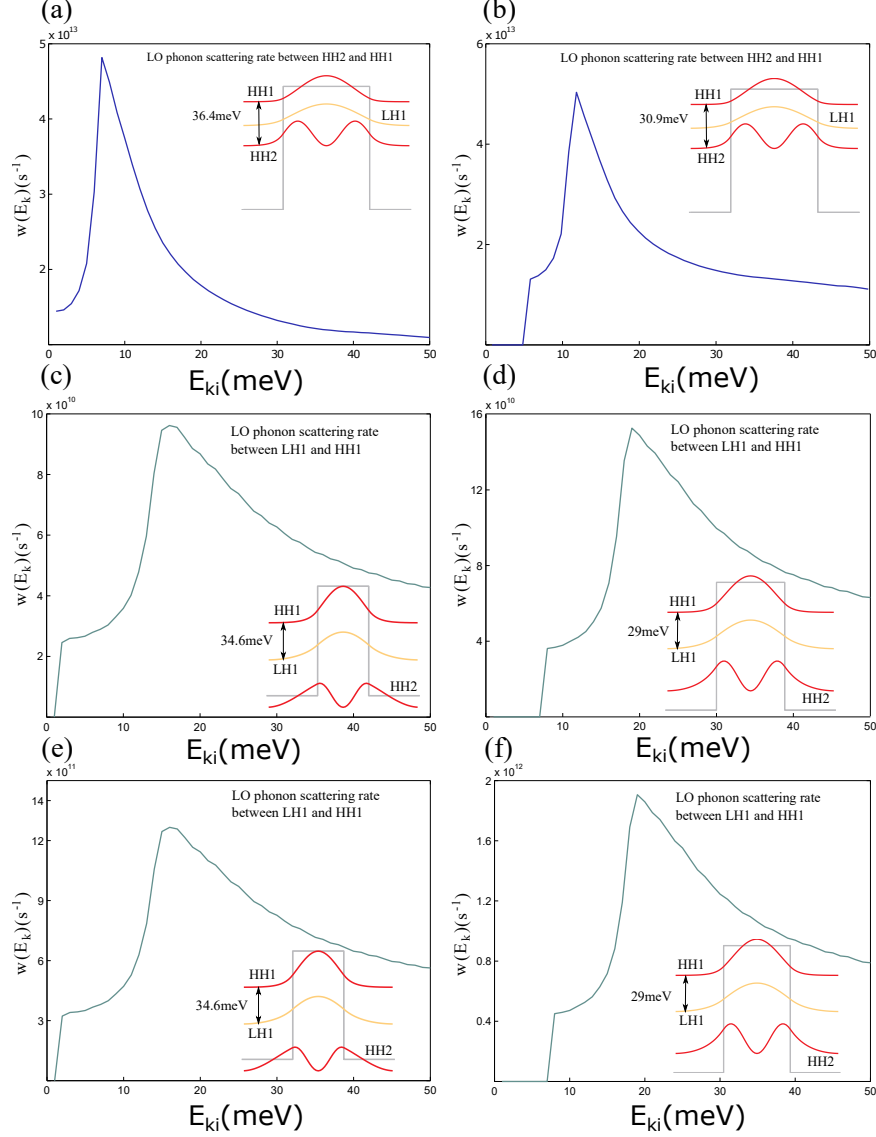 (a)
x 10^13
5
4
3
2
w(E_k)(s^-1)
LO phonon scattering rate between HH2 and HH1
HH1
36.4meV
LH1
HH2
0
10
20
30
40
50
E_ki(meV)
(b)
x 10^13
6
4
2
0
w(E_k)(s^-1)
LO phonon scattering rate between HH2 and HH1
HH1
30.9meV
LH1
HH2
0
10
20
30
40
50
E_ki(meV)
(c)
x 10^10
10
8
6
4
2
w(E_k)(s^-1)
LO phonon scattering rate
between LH1 and HH1
HH1
34.6meV
LH1
HH2
0
10
20
30
40
50
E_ki(meV)
(d)
x 10^10
16
12
8
4
0
w(E_k)(s^-1)
LO phonon scattering rate
between LH1 and HH1
HH1
29meV
LH1
HH2
0
10
20
30
40
50
E_ki(meV)
(e)
x 10^11
14
12
9
6
3
w(E_k)(s^-1)
LO phonon scattering rate
between LH1 and HH1
HH1
34.6meV
LH1
HH2
0
10
20
30
40
50
E_ki(meV)
(f)
x 10^12
2
1.6
1.2
0.8
0.4
w(E_k)(s^-1)
LO phonon scattering rate
between LH1 and HH1
HH1
29meV
LH1
HH2
0
10
20
30
40
50
E_ki(meV)